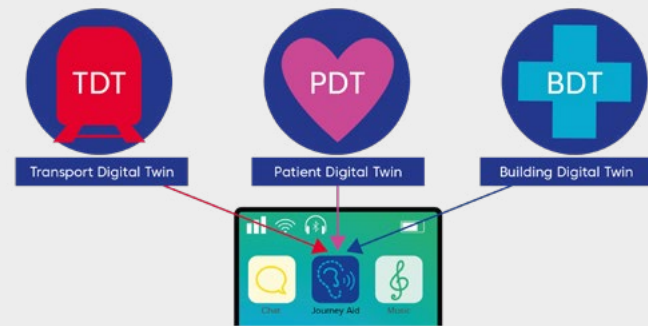 TDT
PDT
BDT
Transport Digital Twin
Patient Digital Twin
Building Digital Twin
Chat
Journey Aid
Music